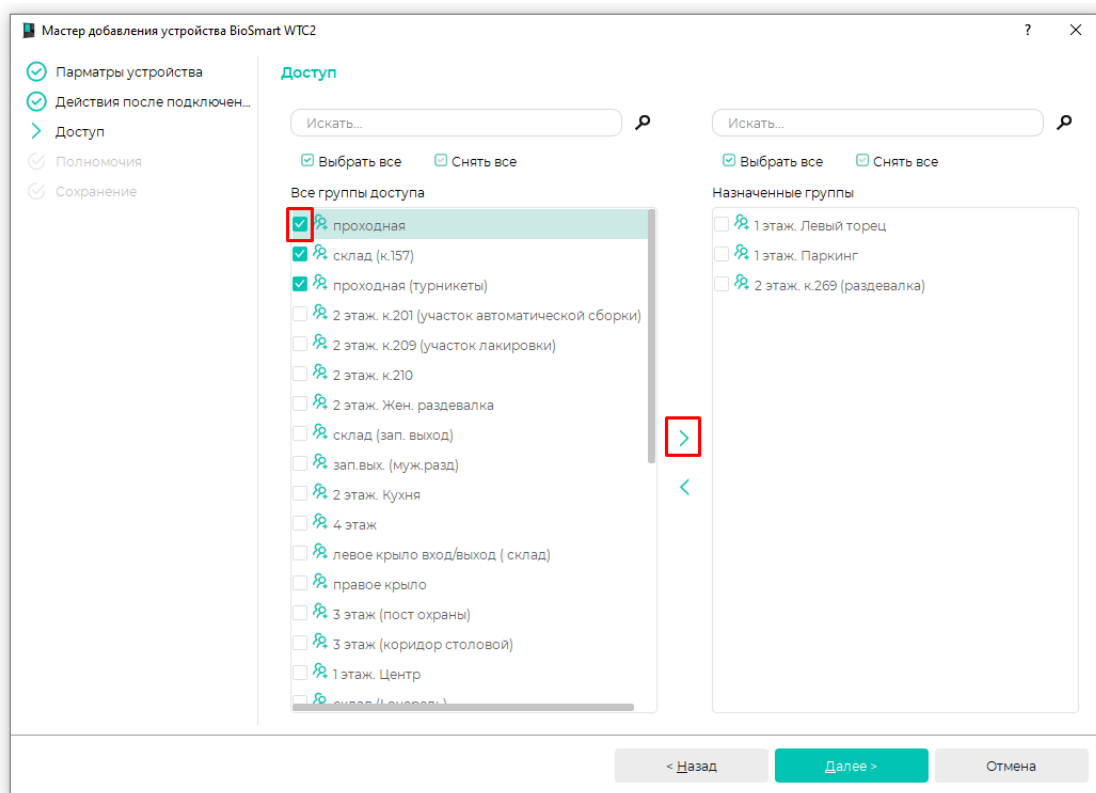 Мастер добавления устройства BioSmart WTC2
?
Парматры устройства
Действия после подключен...
Доступ
Полномочия
Сохранение
Доступ
Искать...
Выбрать все
Снять все
Все группы доступа
проходная
склад (к.157)
проходная (турникеты)
2 этаж. к.201 (участок автоматической сборки)
2 этаж. к.209 (участок лакировки)
2 этаж. к.210
2 этаж. Жен. раздевалка
склад (зап. выход)
зап.вых. (муж.разд)
2 этаж. Кухня
4 этаж
левое крыло вход/выход ( склад)
правое крыло
3 этаж (пост охраны)
3 этаж (коридор столовой)
1 этаж. Центр
Искать...
Выбрать все
Снять все
Назначенные группы
1 этаж. Левый торец
1 этаж. Паркинг
2 этаж. к.269 (раздевалка)
< Назад
Далее >
Отмена